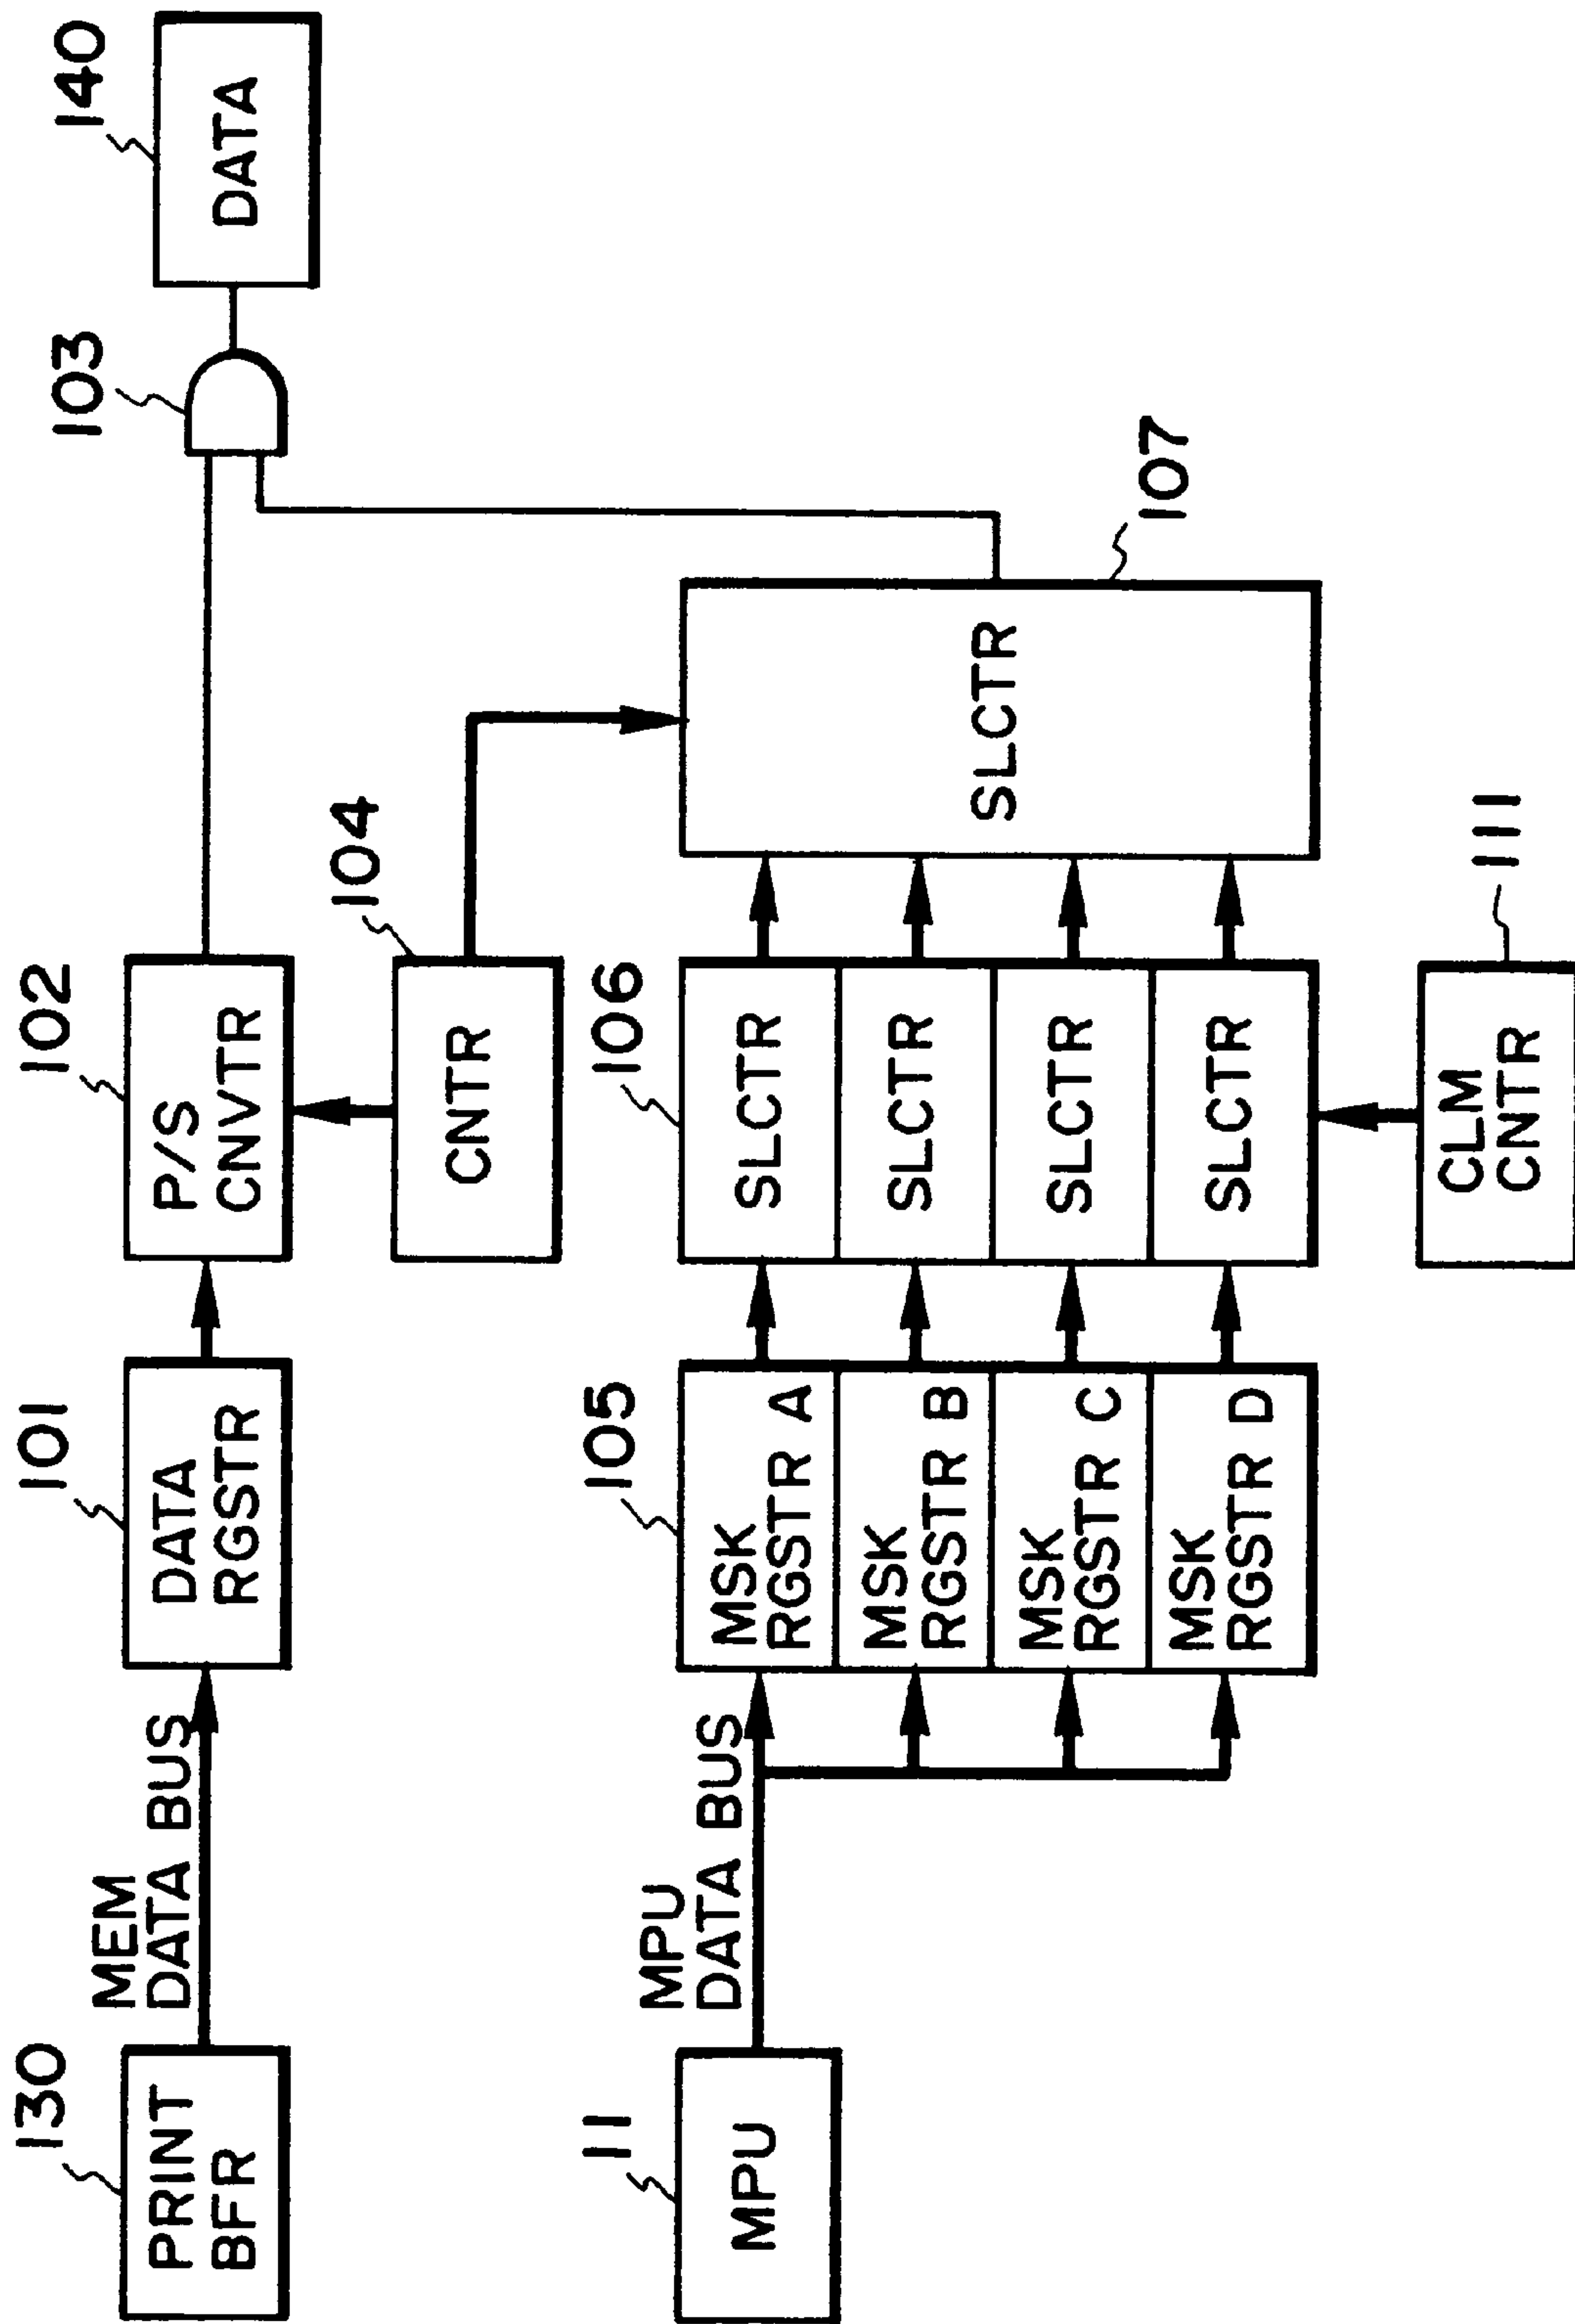 130
PRINT
BFR
MEM
DATA BUS
101
DATA
RGSTR
102
P/S
CNVTR
103
140
DATA
104
CNTR
11
MPU
MPU
DATA BUS
105
MSK
RGSTR A
MSK
RGSTR B
MSK
RGSTR C
MSK
RGSTR D
106
SLCTR
SLCTR
SLCTR
SLCTR
SLCTR
107
111
CLM
CNTR